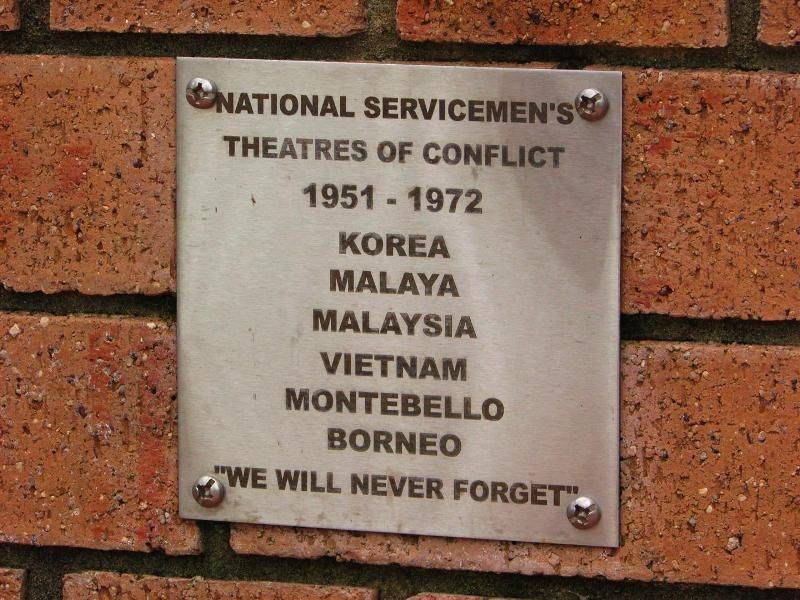 NATIONAL SERVICEMEN'S
THEATRES OF CONFLICT
1951 - 1972
KOREA
MALAYA
MALAYSIA
VIETNAM
MONTEBELLO
BORNEO
"WE WILL NEVER FORGET"